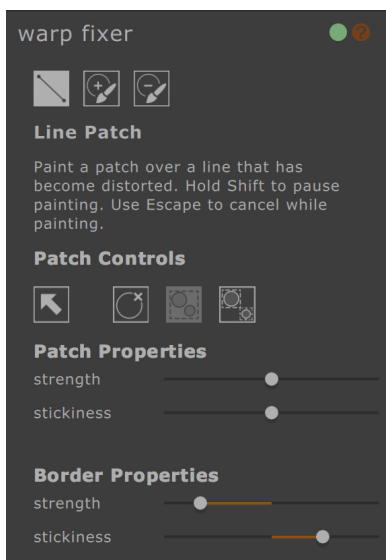 warp fixer
?
Line Patch
Paint a patch over a line that has
become distorted. Hold Shift to pause
painting. Use Escape to cancel while
painting.
Patch Controls
Patch Properties
strength
stickiness
Border Properties
strength
stickiness